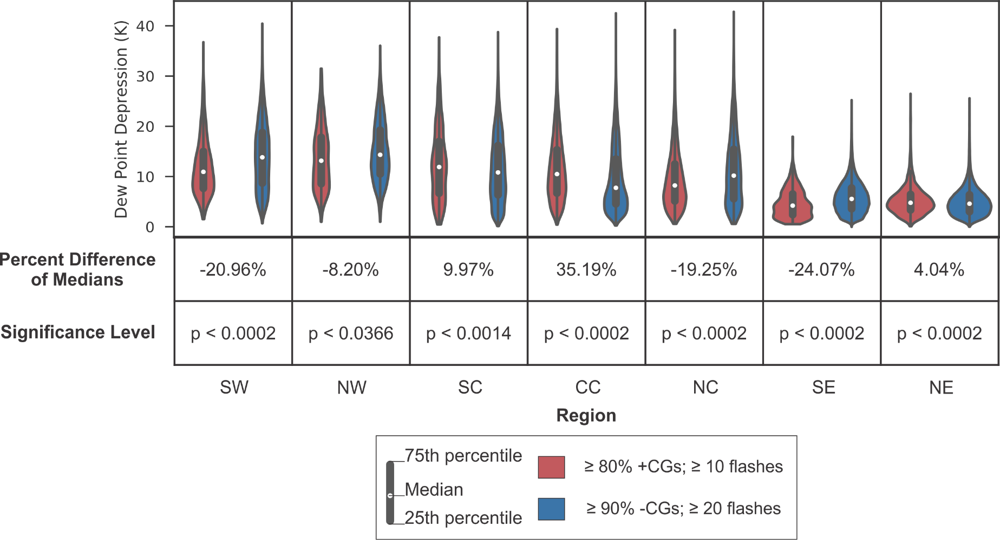 Dew Point Depression (K)
40
30
20
10
0
Percent Difference
of Medians
-20.96% -8.20% 9.97% 35.19% -19.25% -24.07% 4.04%
Significance Level
p < 0.0002 p < 0.0366 p < 0.0014 p < 0.0002 p < 0.0002 p < 0.0002 p < 0.0002
SW NW SC CC NC SE NE
Region
75th percentile
Median
25th percentile
≥ 80% +CGs; ≥ 10 flashes
≥ 90% -CGs; ≥ 20 flashes